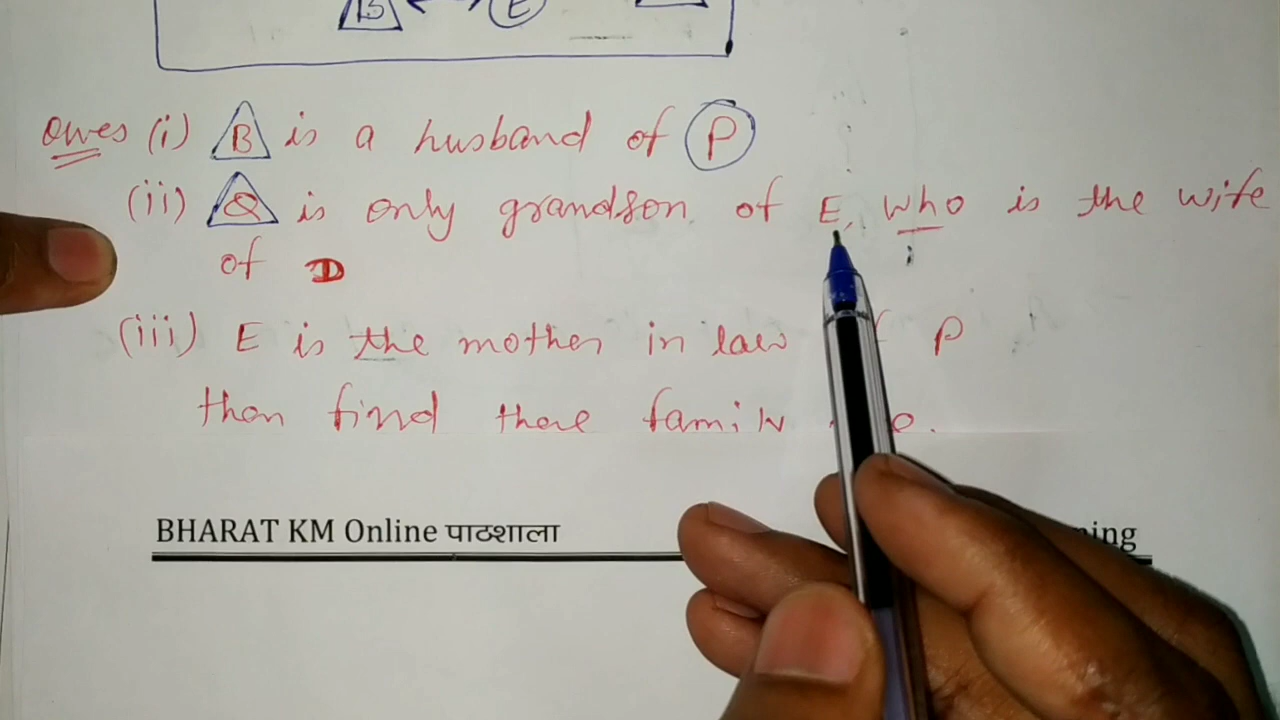 B E
Ques (i) B is a husband of P
(ii) Q is only grandson of E, who is the wife
of D
(iii) E is the mother in law P
then find there family
BHARAT KM Online पाठशाला